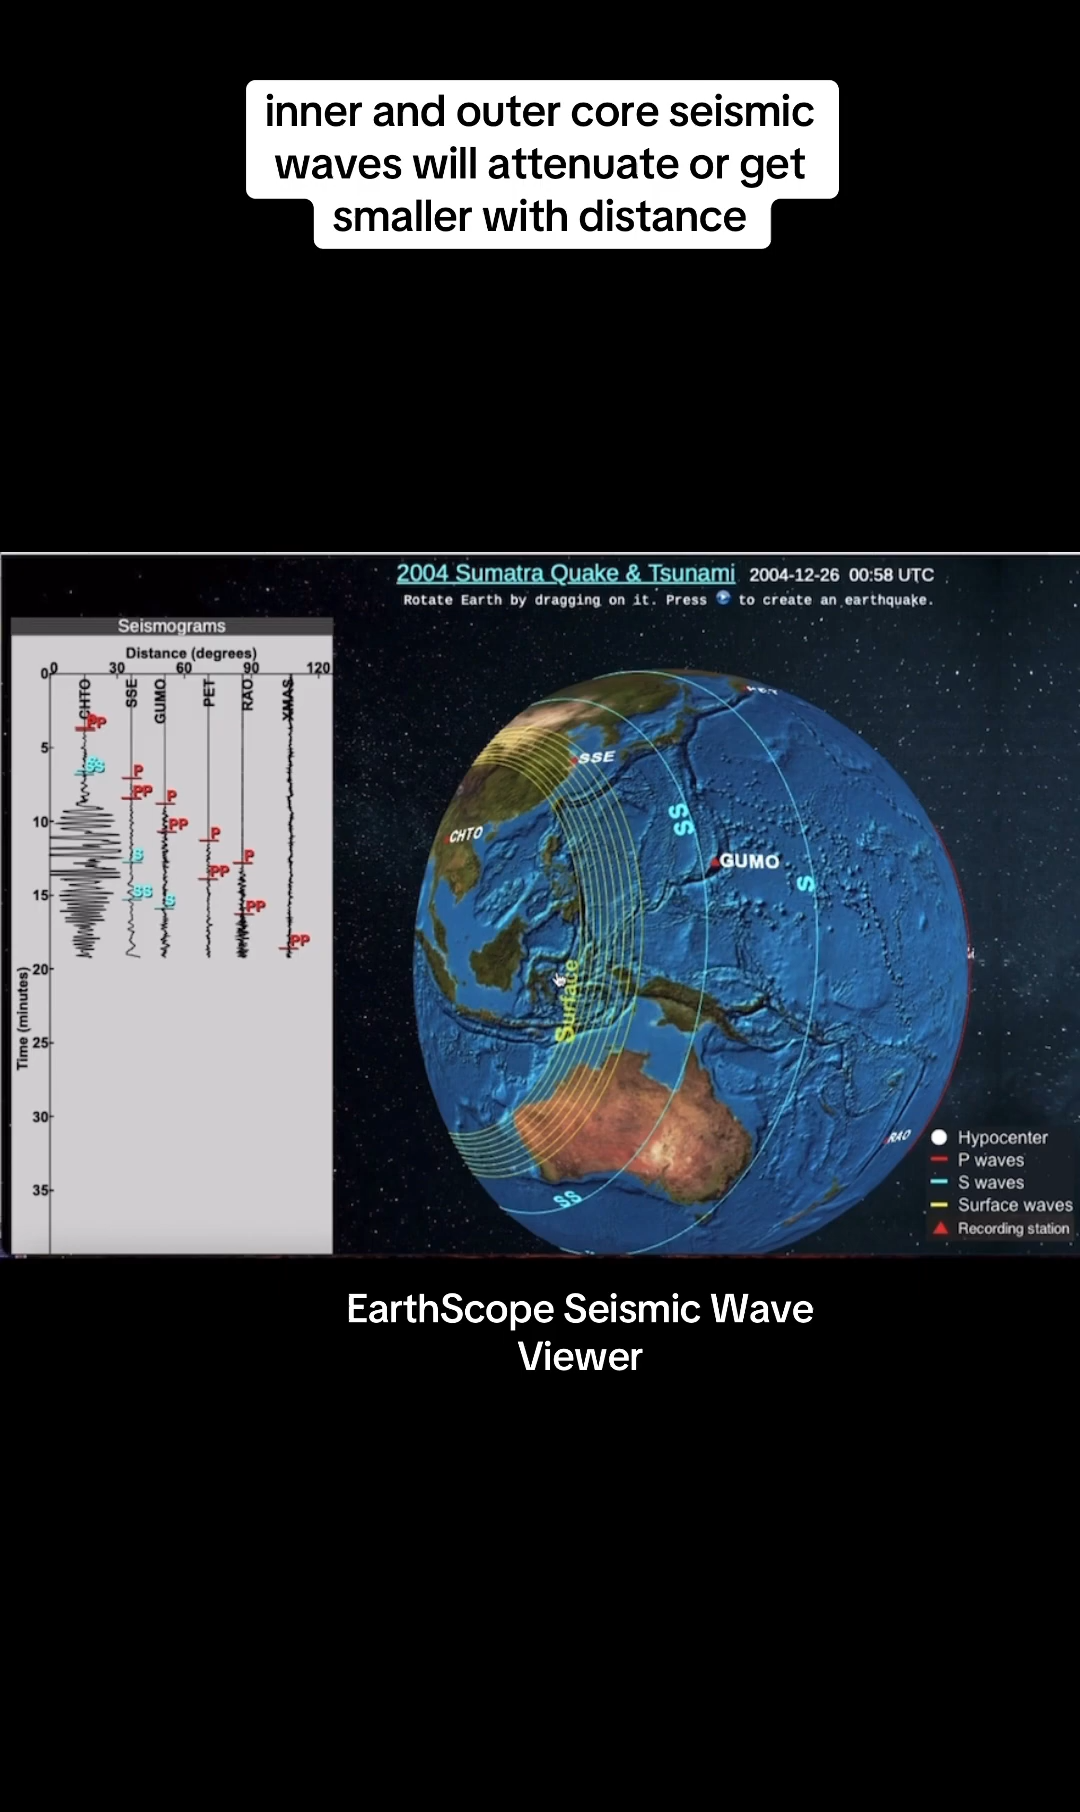 inner and outer core seismic
waves will attenuate or get
smaller with distance
2004 Sumatra Quake & Tsunami 2004-12-26 00:58 UTC
Rotate Earth by dragging on it. Press to create an earthquake.
Seismograms
Distance (degrees)
0 30 60 90 120
CHTO SSE GUMO PET RAO XMAS
0
5
10
15
20
25
30
35
Time (minutes)
PP
SS
P
PP
S
SS
P
PP
S
P
PP
P
PP
PP
PET
SSE
CHTO
SS
GUMO
S
Surface
RAO
SS
Hypocenter
P waves
S waves
Surface waves
Recording station
EarthScope Seismic Wave
Viewer